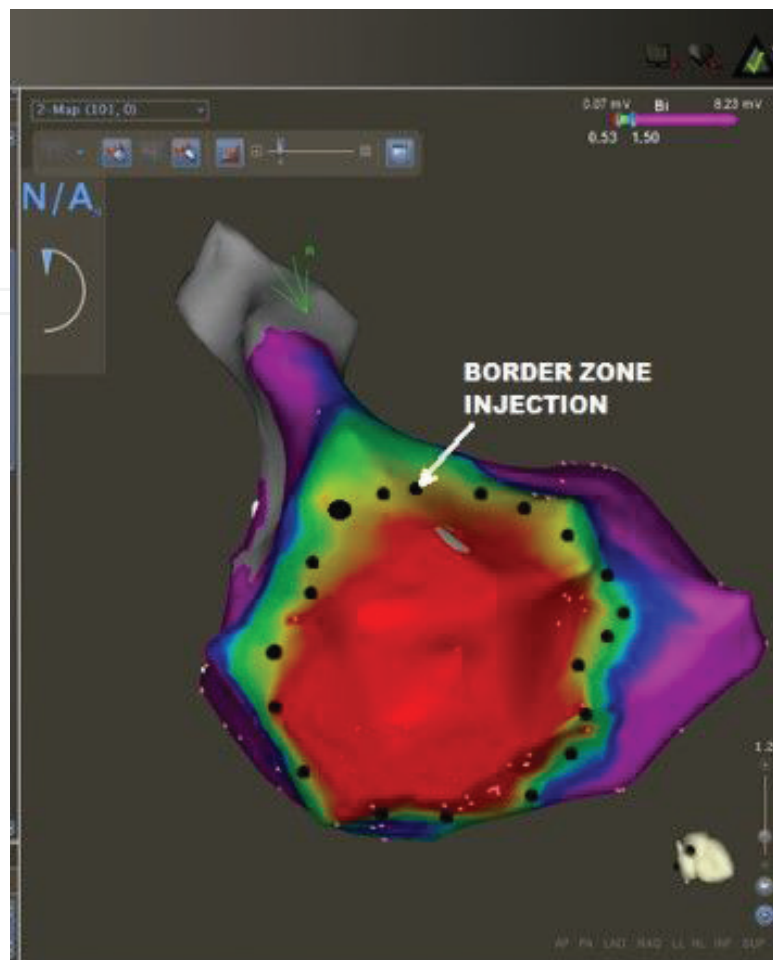 2-Map (101, 0)
0.07 mV Bi 8.23 mV
0.53 1.50
N/A
R
BORDER ZONE
INJECTION
1.2
AP PA LAO RAO LL RL INF SUP